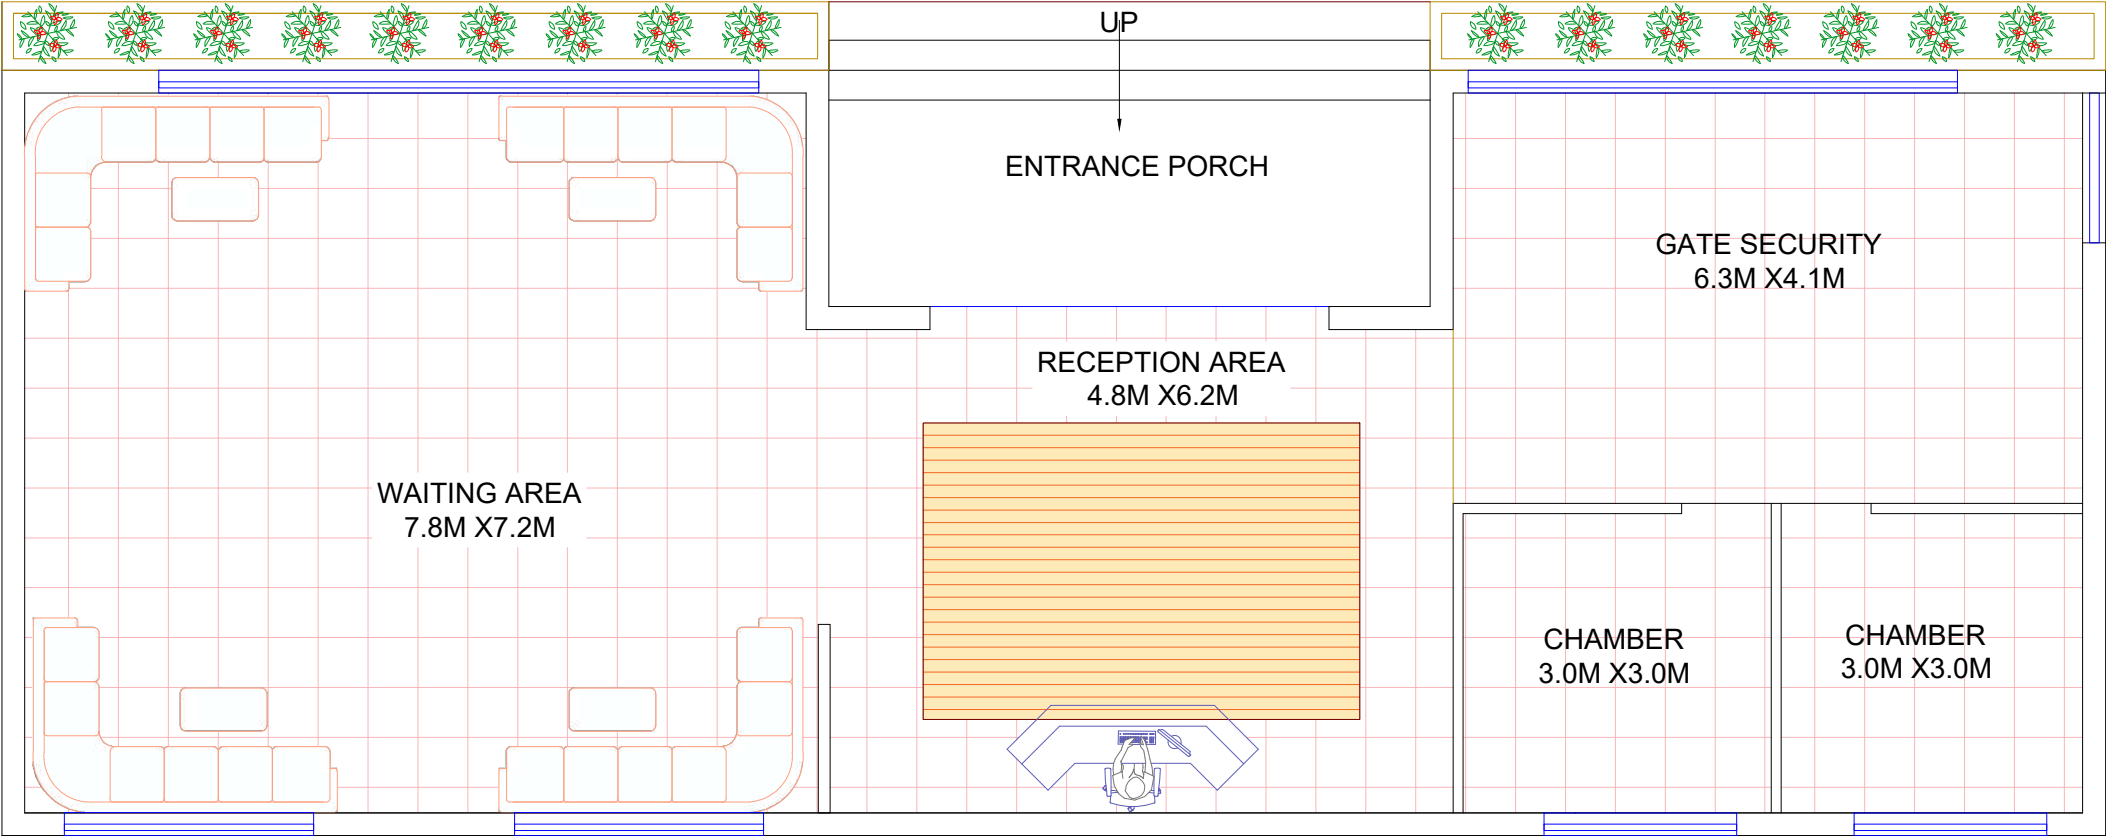 UP
ENTRANCE PORCH
GATE SECURITY
6.3M X4.1M
RECEPTION AREA
4.8M X6.2M
WAITING AREA
7.8M X7.2M
CHAMBER
3.0M X3.0M
CHAMBER
3.0M X3.0M